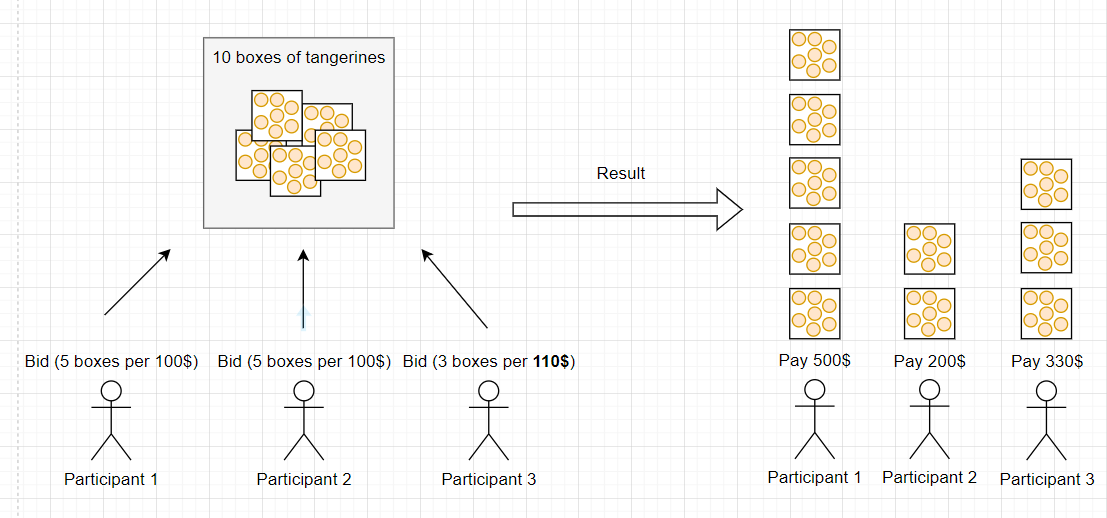 10 boxes of tangerines
Result
Bid (5 boxes per 100$)
Bid (5 boxes per 100$)
Bid (3 boxes per 110$)
Pay 500$
Pay 200$
Pay 330$
Participant 1
Participant 2
Participant 3
Participant 1
Participant 2
Participant 3